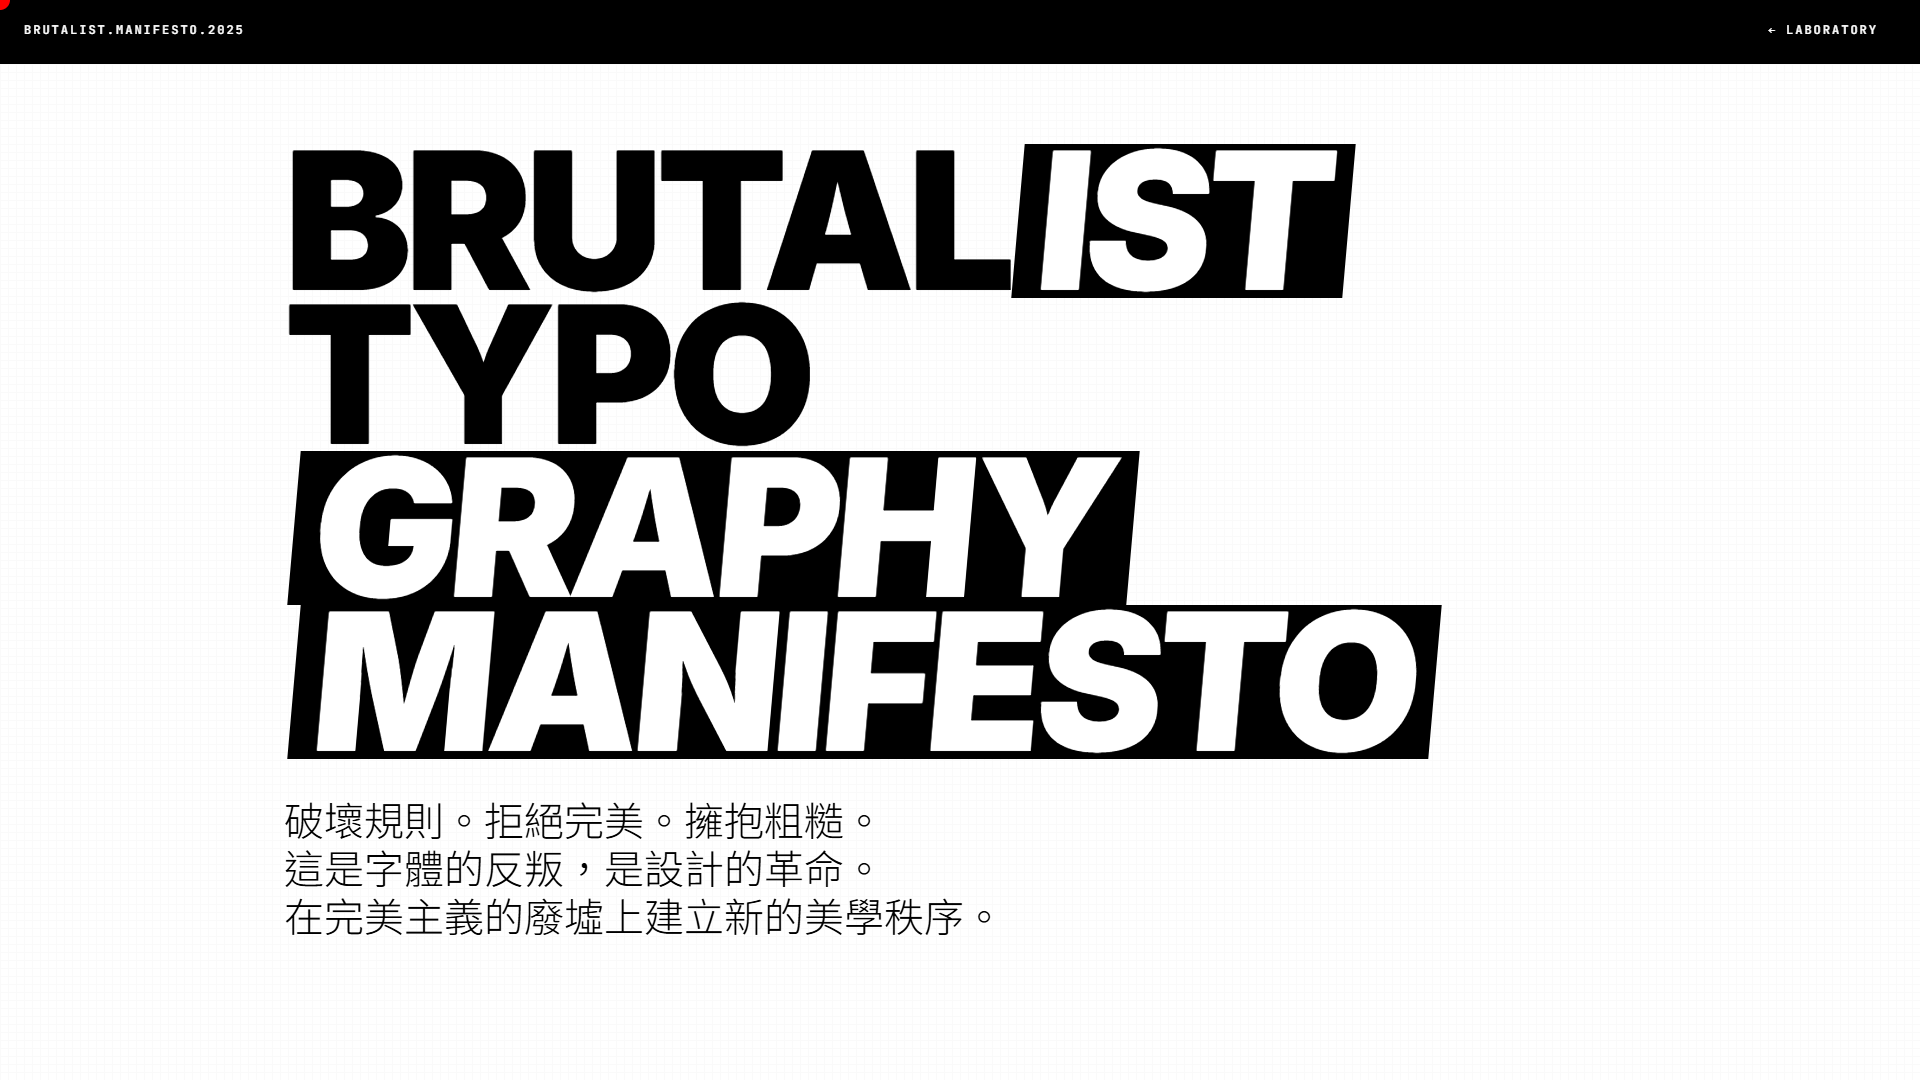 BRUTALIST.MANIFESTO.2025
← LABORATORY
BRUTALIST
TYPO
GRAPHY
MANIFESTO
破壞規則。拒絕完美。擁抱粗糙。
這是字體的反叛，是設計的革命。
在完美主義的廢墟上建立新的美學秩序。